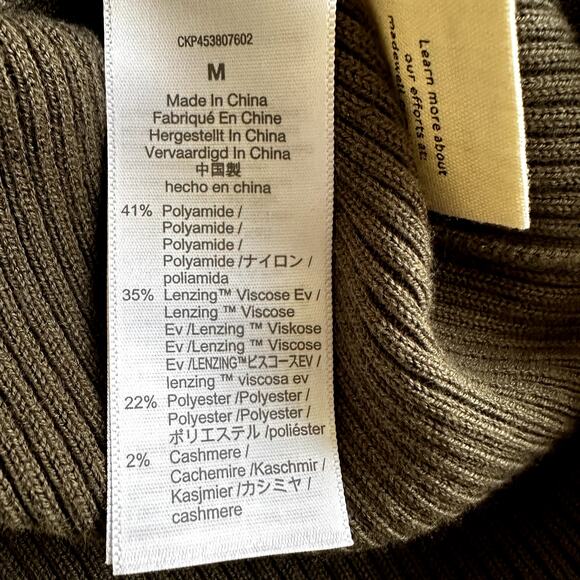 CKP453807602
M
Made In China
Fabriqué En Chine
Hergestellt In China
Vervaardigd In China
中国製
hecho en china
41% Polyamide /
Polyamide /
Polyamide /
Polyamide /ナイロン /
poliamida
35% Lenzing™ Viscose Ev /
Lenzing ™ Viscose
Ev /Lenzing ™ Viskose
Ev /Lenzing ™ Viscose
Ev /LENZING™ビスコースEV /
lenzing ™ viscosa ev
22% Polyester /Polyester /
Polyester /Polyester /
ポリエステル /poliéster
2% Cashmere /
Cachemire /Kaschmir /
Kasjmier /カシミヤ /
cashmere
Learn more about
our efforts at: